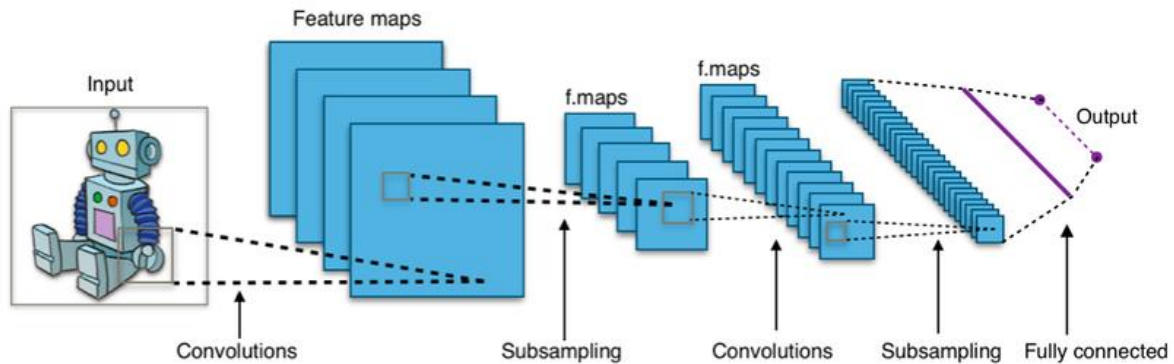 Feature maps
Input
f.maps
f.maps
Output
Convolutions
Subsampling
Convolutions
Subsampling
Fully connected